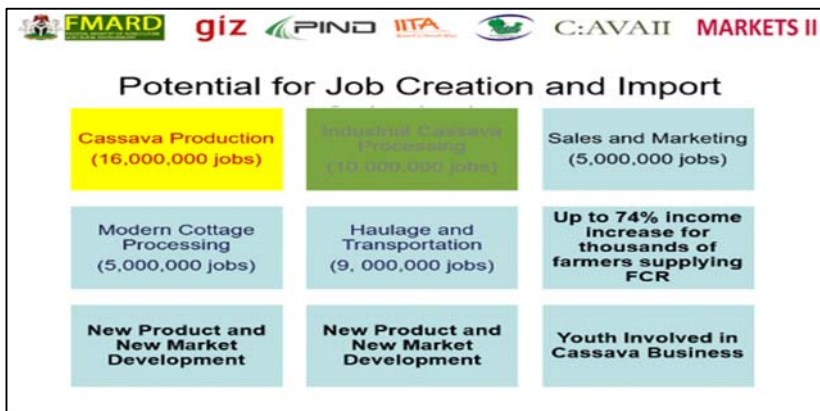 FMARD
giz
PIND
IITA
C:AVAII
MARKETS II
Potential for Job Creation and Import
Cassava Production
(16,000,000 jobs)
Industrial Cassava
Processing
(10,000,000 jobs)
Sales and Marketing
(5,000,000 jobs)
Modern Cottage
Processing
(5,000,000 jobs)
Haulage and
Transportation
(9, 000,000 jobs)
Up to 74% income
increase for
thousands of
farmers supplying
FCR
New Product and
New Market
Development
New Product and
New Market
Development
Youth Involved in
Cassava Business